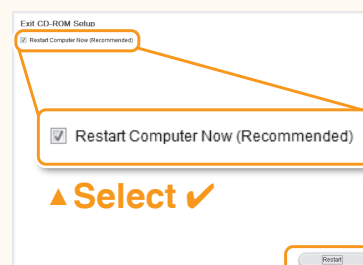 Exit CD-ROM Setup
Restart Computer Now (Recommended)
Restart Computer Now (Recommended)
▲Select ✔
Restart